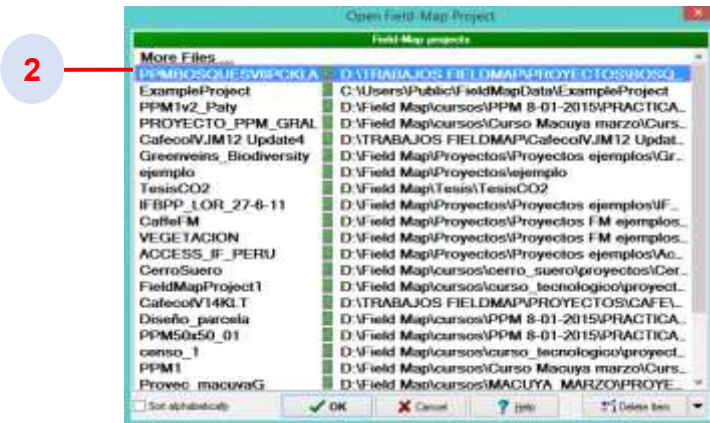 Open Field-Map Project
Field-Map projects
2
More Files....
PPMBOSQUESV8PCKLA D:\TRABAJOS FIELDMAP\PROYECTOS\BOSQ..
ExampleProject C:\Users\Public\FieldMapData\ExampleProject
PPM1v2_Paty D:\Field Map\cursos\PPM 8-01-2015\PRACTICA..
PROYECTO_PPM_GRAL D:\Field Map\cursos\Curso Macuya marzo\Curs..
CafecolVJM12 Update4 D:\TRABAJOS FIELDMAP\CafecolVJM12 Updat..
Greenveins_Biodiversity D:\Field Map\Proyectos\Proyectos ejemplos\Gr..
ejemplo D:\Field Map\Proyectos\ejemplo
TesisCO2 D:\Field Map\Tesis\TesisCO2
IFBPP_LOR_27-6-11 D:\Field Map\Proyectos\Proyectos ejemplos\IF..
CaffeFM D:\Field Map\Proyectos\Proyectos FM ejemplos..
VEGETACION D:\Field Map\Proyectos\Proyectos FM ejemplos..
ACCESS_IF_PERU D:\Field Map\Proyectos\Proyectos ejemplos\Ac..
CerroSuero D:\Field Map\cursos\cerro_suero\proyectos\Cer..
FieldMapProject1 D:\Field Map\cursos\curso_tecnologico\proyect..
CafecolV14KLT D:\TRABAJOS FIELDMAP\PROYECTOS\CAFE\..
Diseño_parcela D:\Field Map\cursos\PPM 8-01-2015\PRACTICA..
PPM50x50_01 D:\Field Map\cursos\PPM 8-01-2015\PRACTICA..
censo_1 D:\Field Map\cursos\curso_tecnologico\proyect..
PPM1 D:\Field Map\cursos\Curso Macuya marzo\Curs..
Proyec_macuyaG D:\Field Map\cursos\MACUYA_MARZO\PROYE..
Sort alphabetically OK Cancel Help Delete item